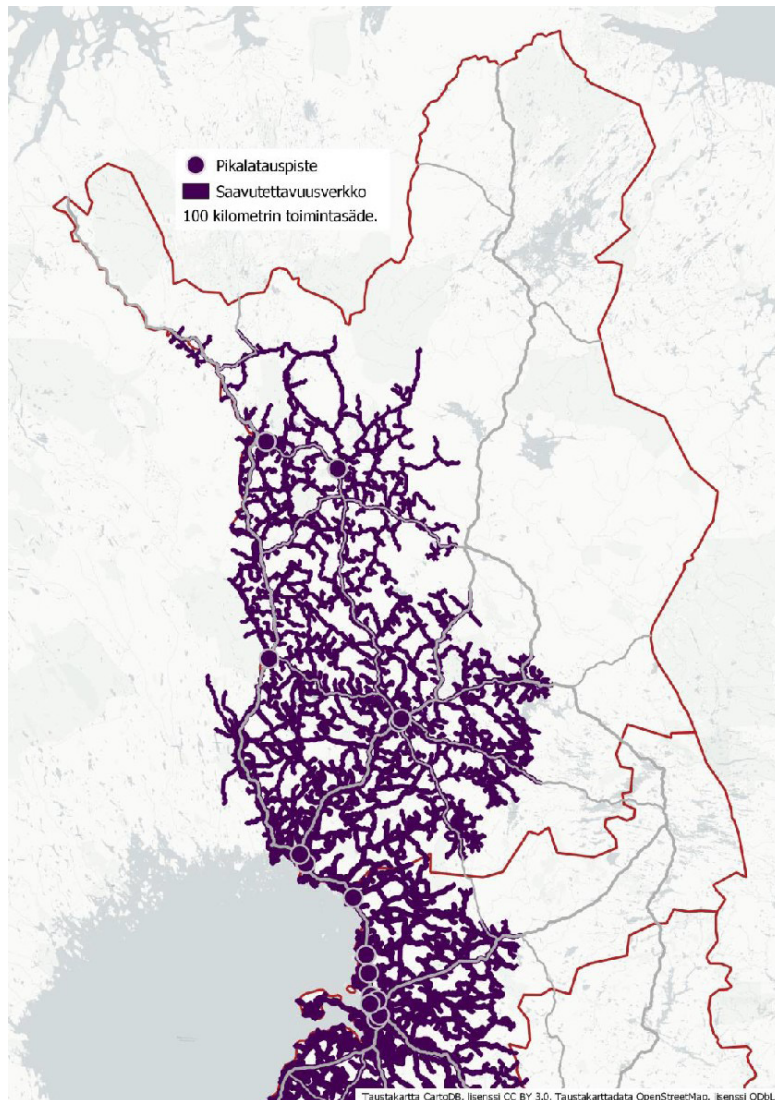 Pikalatauspiste
Saavutettavuusverkko
100 kilometrin toimintasäde.
Taustakartta CartoDB, lisenssi CC BY 3.0. Taustakarttadata OpenStreetMap, lisenssi ODbL